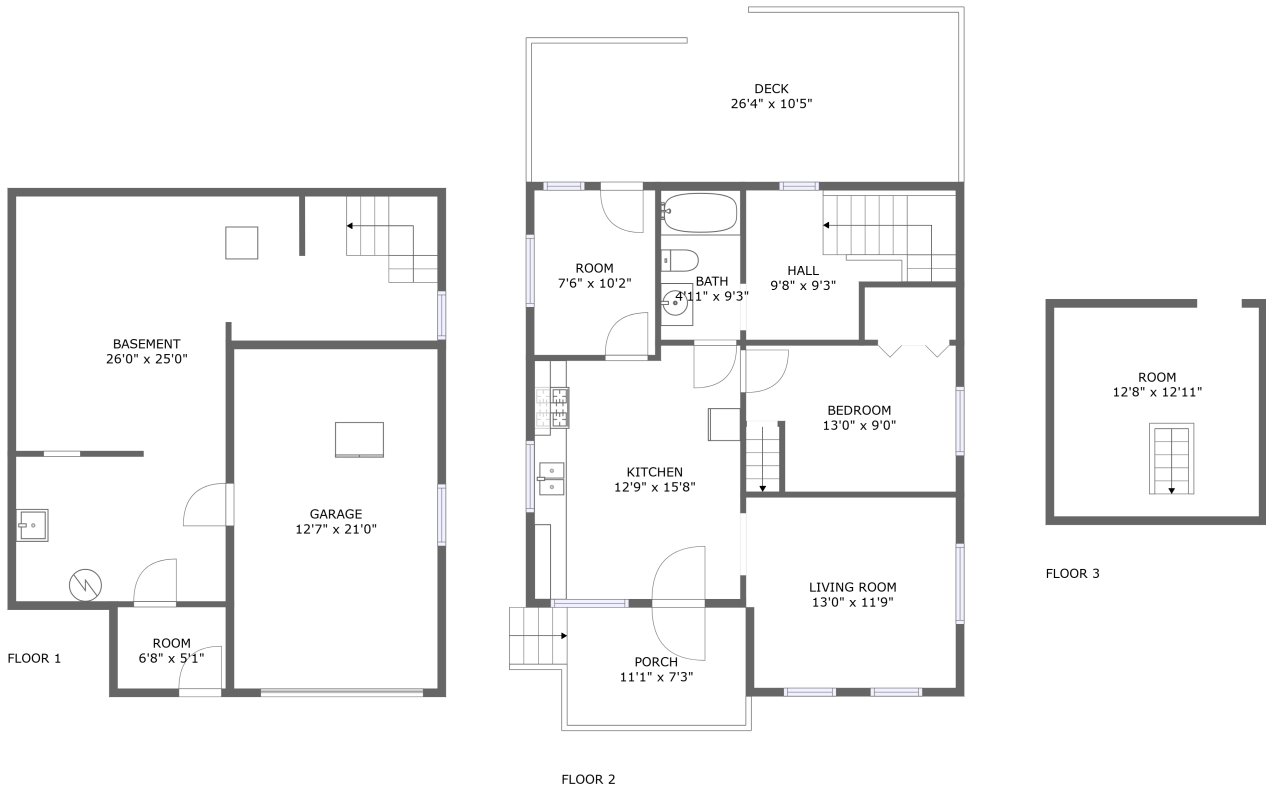 DECK
26'4" x 10'5"
ROOM
7'6" x 10'2"
BATH
4'11" x 9'3"
HALL
9'8" x 9'3"
BASEMENT
26'0" x 25'0"
BEDROOM
13'0" x 9'0"
ROOM
12'8" x 12'11"
KITCHEN
12'9" x 15'8"
GARAGE
12'7" x 21'0"
FLOOR 3
LIVING ROOM
13'0" x 11'9"
ROOM
6'8" x 5'1"
FLOOR 1
PORCH
11'1" x 7'3"
FLOOR 2